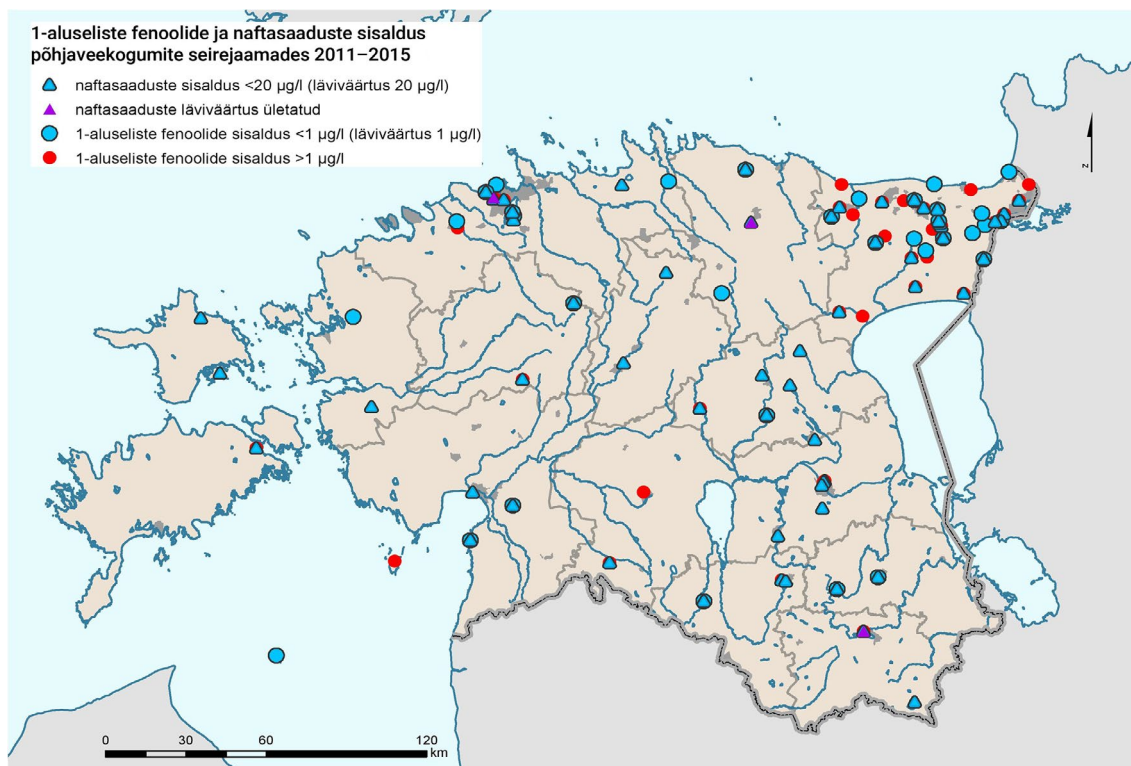 1-aluseliste fenoolide ja naftasaaduste sisaldus
põhjaveekogumite seirejaamades 2011–2015
naftasaaduste sisaldus <20 µg/l (läviväärtus 20 µg/l)
naftasaaduste läviväärtus ületatud
1-aluseliste fenoolide sisaldus <1 µg/l (läviväärtus 1 µg/l)
1-aluseliste fenoolide sisaldus >1 µg/l
z
0 30 60 120
km